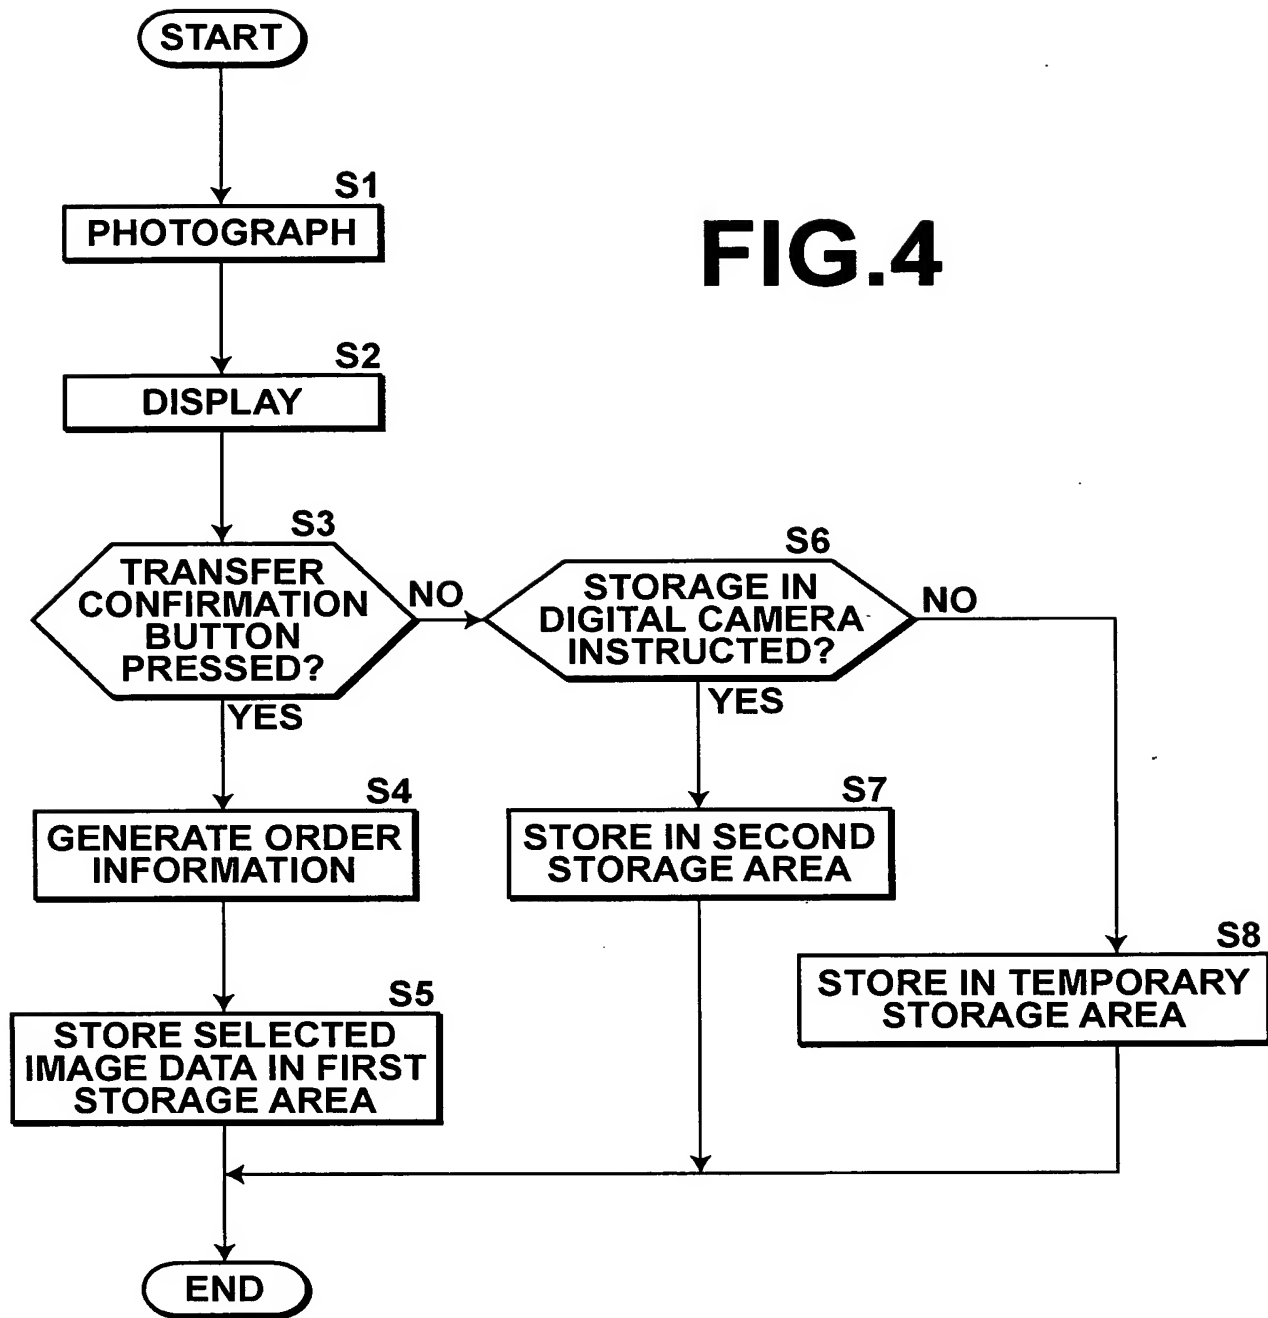 START
S1
PHOTOGRAPH
FIG.4
S2
DISPLAY
S3
TRANSFER
CONFIRMATION
BUTTON
PRESSED?
NO
YES
S6
STORAGE IN
DIGITAL CAMERA
INSTRUCTED?
NO
YES
S4
GENERATE ORDER
INFORMATION
S7
STORE IN SECOND
STORAGE AREA
S8
STORE IN TEMPORARY
STORAGE AREA
S5
STORE SELECTED
IMAGE DATA IN FIRST
STORAGE AREA
END